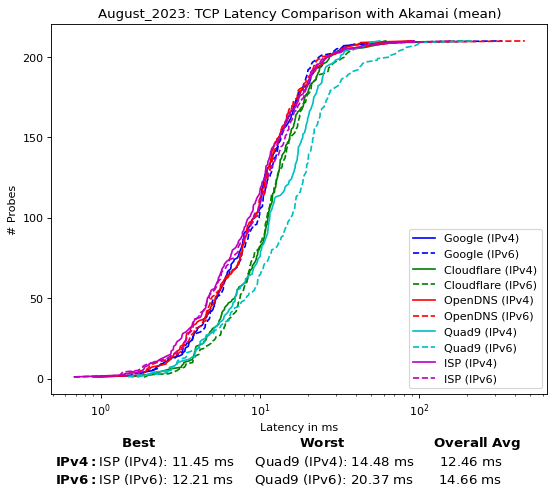 August_2023: TCP Latency Comparison with Akamai (mean)
200
150
100
50
0
# Probes
10⁰ 10¹ 10²
Latency in ms
Google (IPv4)
Google (IPv6)
Cloudflare (IPv4)
Cloudflare (IPv6)
OpenDNS (IPv4)
OpenDNS (IPv6)
Quad9 (IPv4)
Quad9 (IPv6)
ISP (IPv4)
ISP (IPv6)
Best Worst Overall Avg
IPv4: ISP (IPv4): 11.45 ms Quad9 (IPv4): 14.48 ms 12.46 ms
IPv6: ISP (IPv6): 12.21 ms Quad9 (IPv6): 20.37 ms 14.66 ms